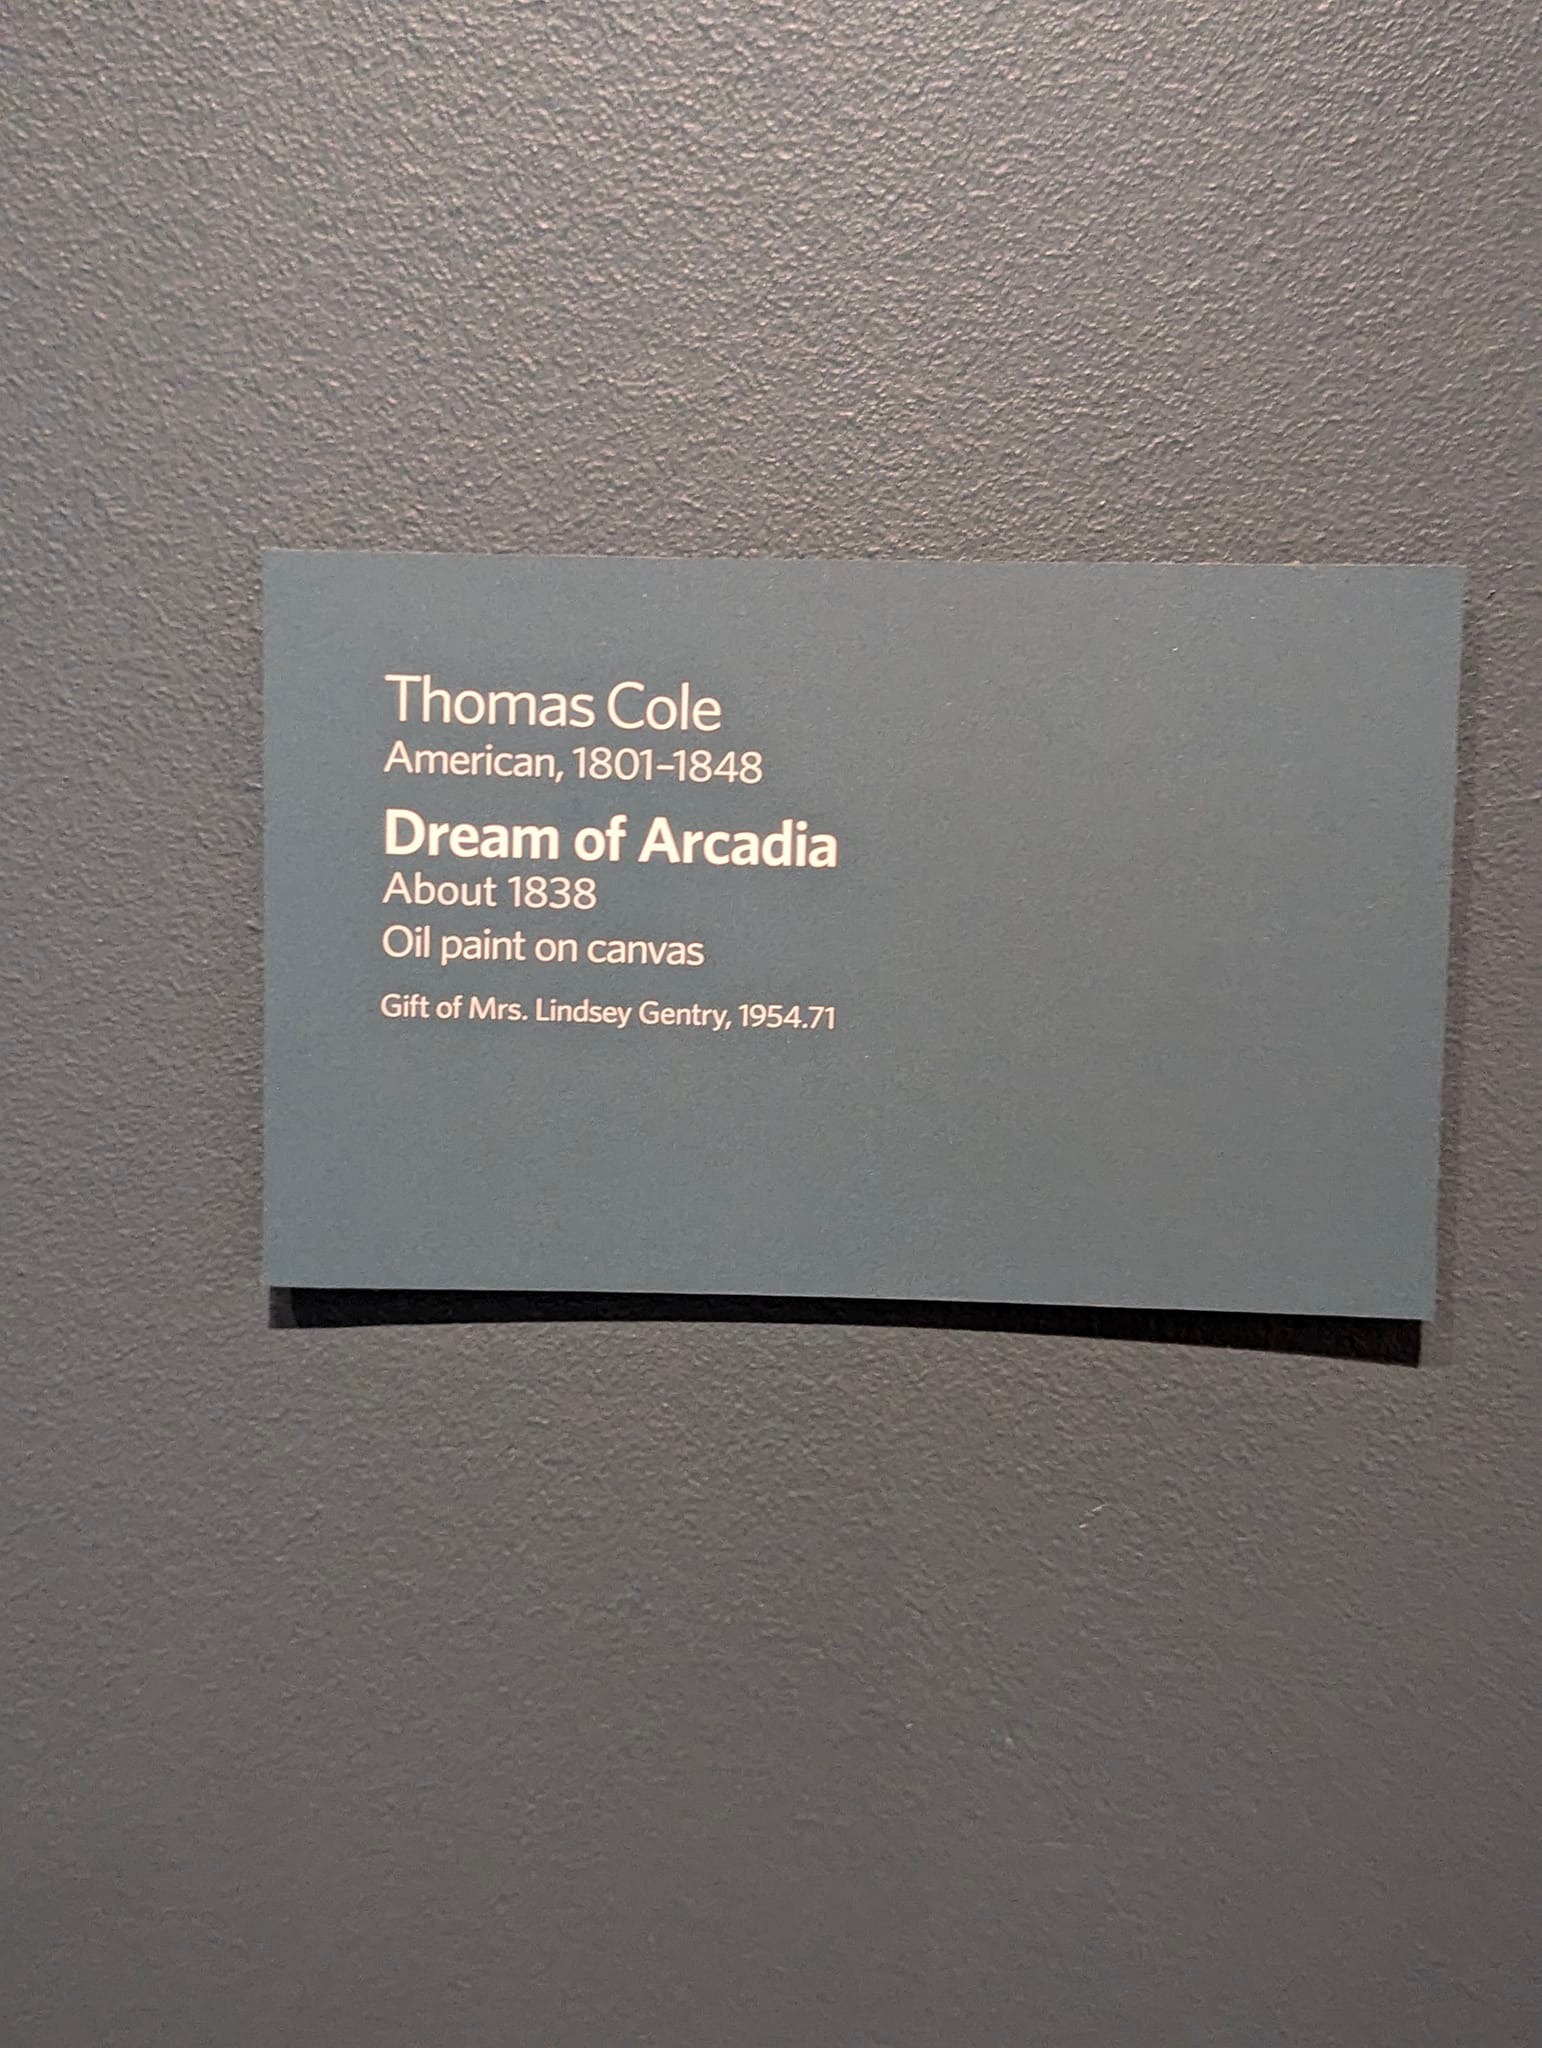 Thomas Cole
American, 1801–1848
Dream of Arcadia
About 1838
Oil paint on canvas
Gift of Mrs. Lindsey Gentry, 1954.71